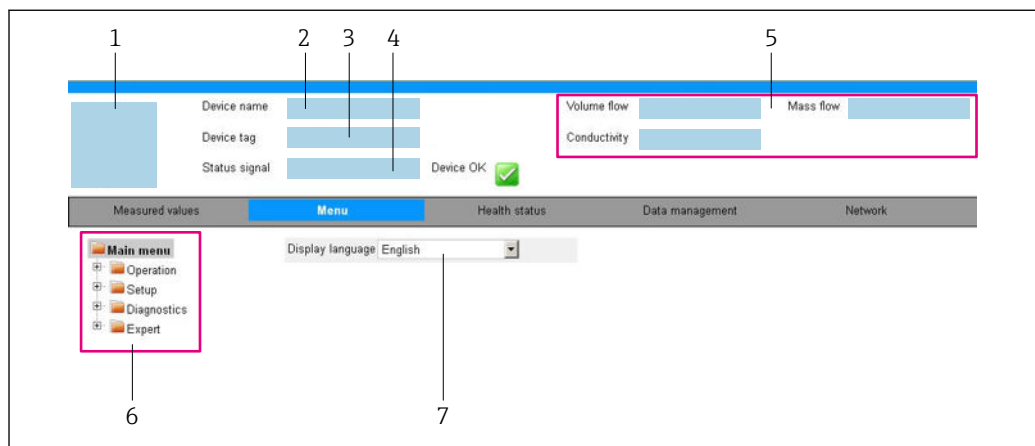 1 2 3 4 5
Device name Volume flow Mass flow
Device tag Conductivity
Status signal Device OK
Measured values Menu Health status Data management Network
Main menu Display language English
Operation
Setup
Diagnostics
Expert
6 7